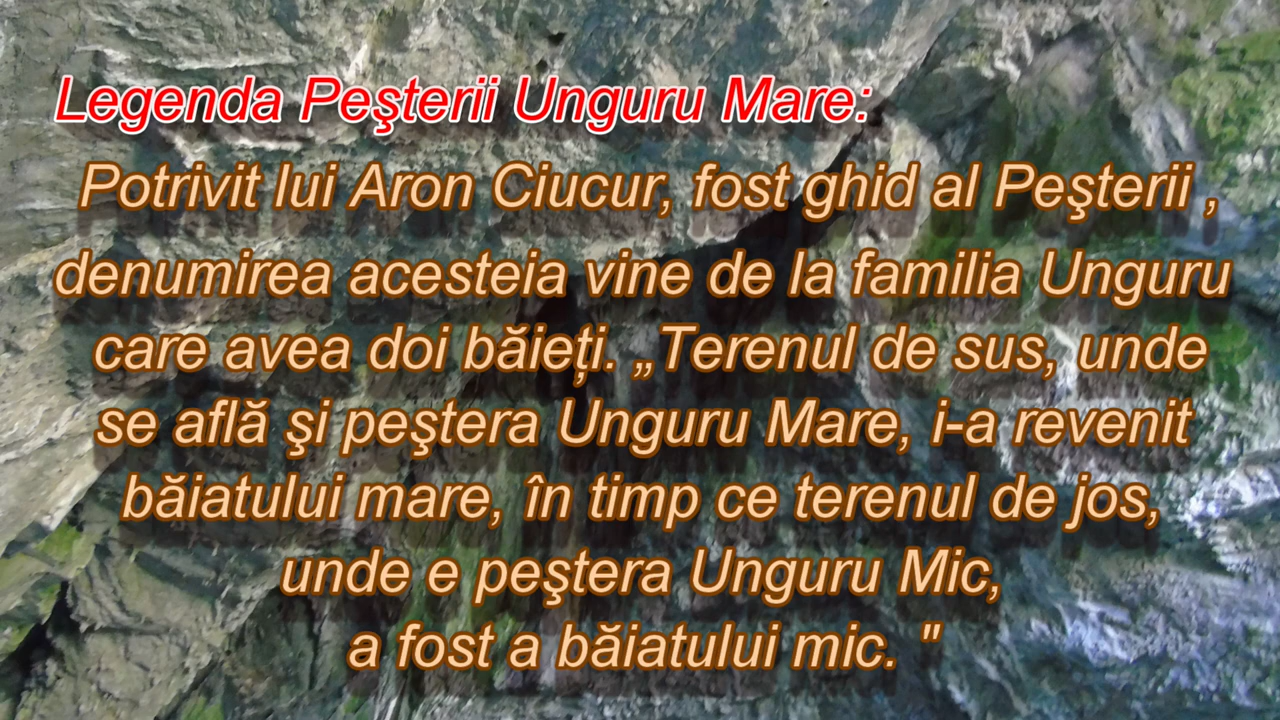 Legenda Peşterii Unguru Mare:
Potrivit lui Aron Ciucur, fost ghid al Peşterii ,
denumirea acesteia vine de la familia Unguru
care avea doi băieți. „Terenul de sus, unde
se află şi peştera Unguru Mare, i-a revenit
băiatului mare, în timp ce terenul de jos,
unde e peştera Unguru Mic,
a fost a băiatului mic. "